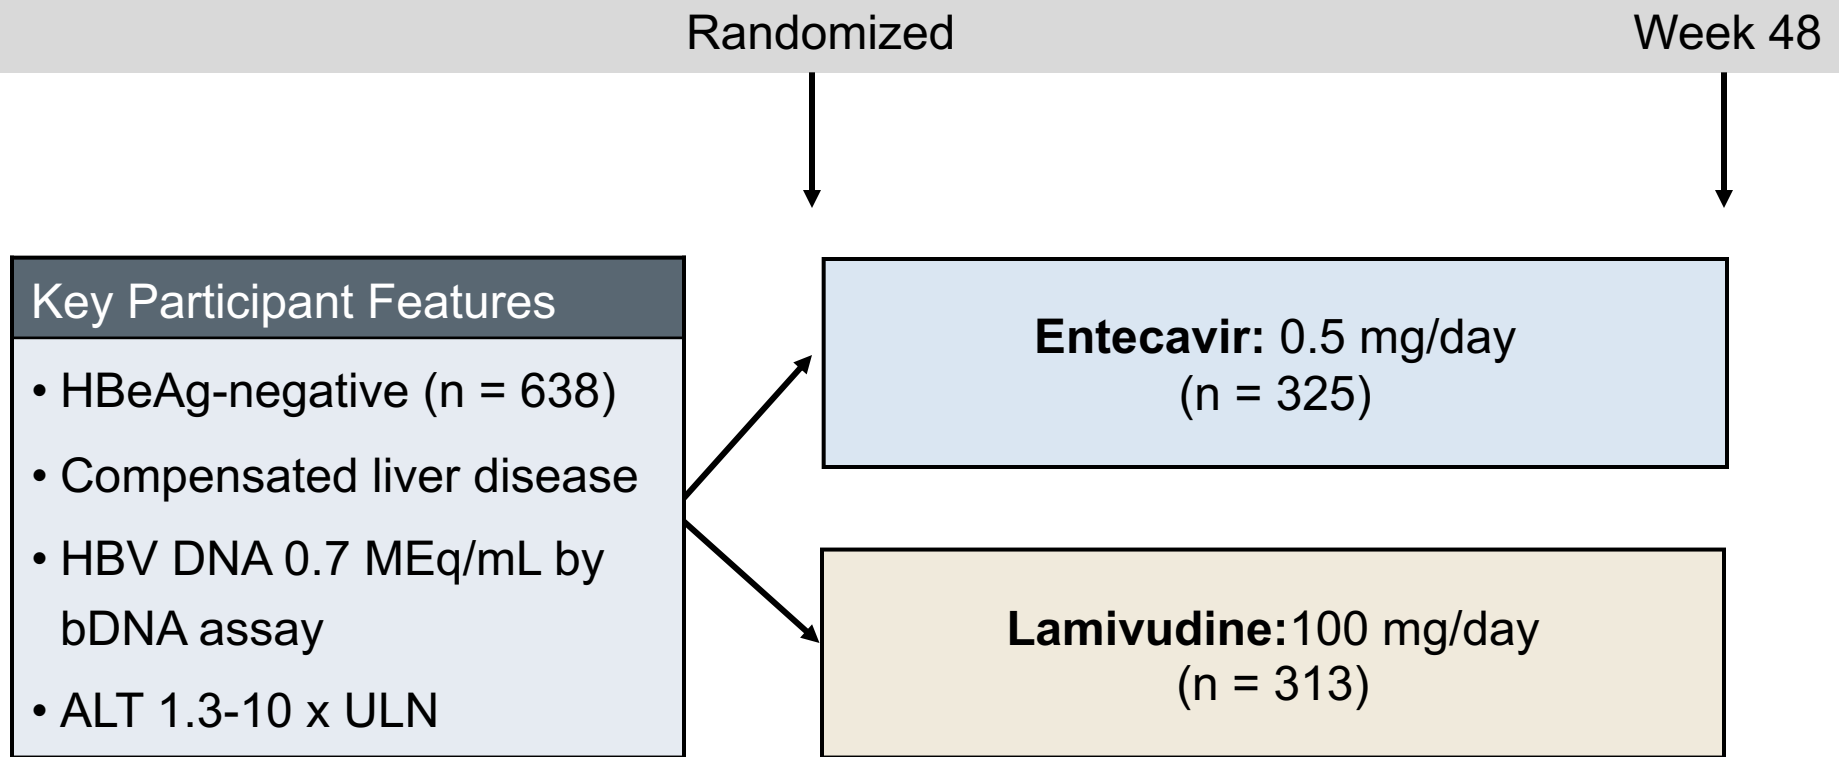 Randomized
Week 48
Key Participant Features
• HBeAg-negative (n = 638)
• Compensated liver disease
• HBV DNA 0.7 MEq/mL by
bDNA assay
• ALT 1.3-10 x ULN
Entecavir: 0.5 mg/day
(n = 325)
Lamivudine:100 mg/day
(n = 313)